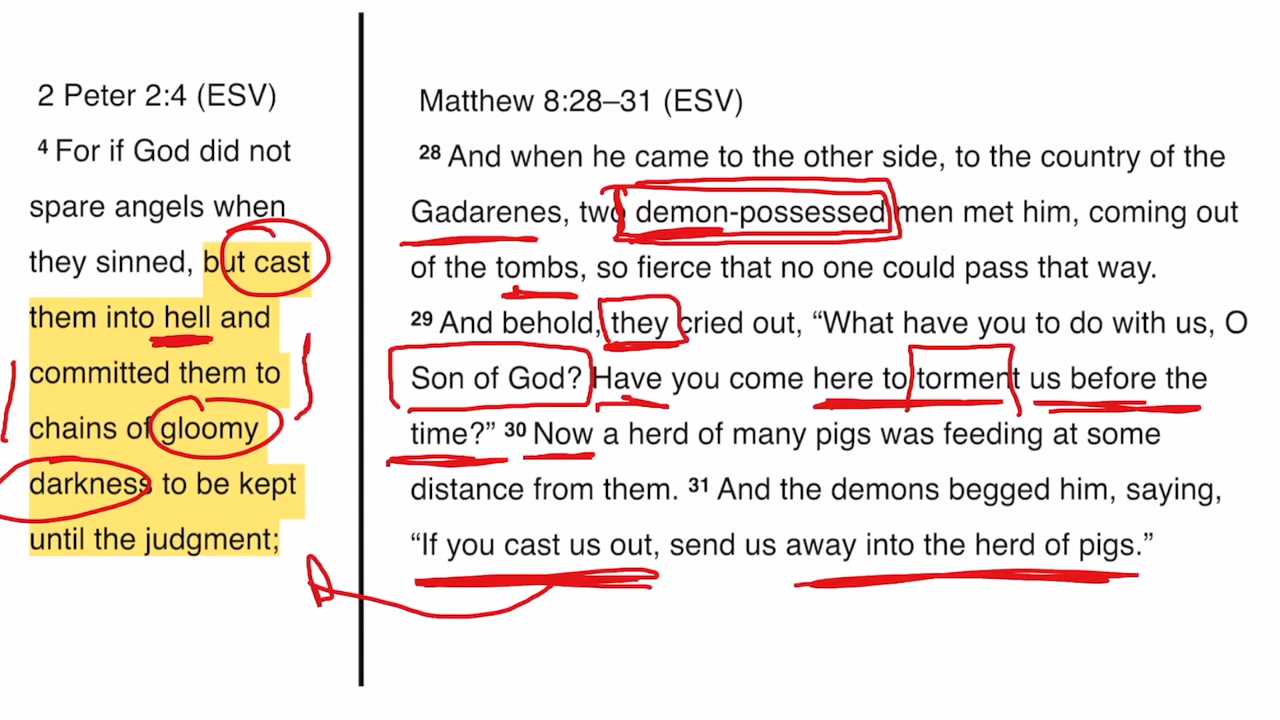 2 Peter 2:4 (ESV)
4 For if God did not
spare angels when
they sinned, but cast
them into hell and
committed them to
chains of gloomy
darkness to be kept
until the judgment;
Matthew 8:28–31 (ESV)
28 And when he came to the other side, to the country of the
Gadarenes, two demon-possessed men met him, coming out
of the tombs, so fierce that no one could pass that way.
29 And behold, they cried out, “What have you to do with us, O
Son of God? Have you come here to torment us before the
time?” 30 Now a herd of many pigs was feeding at some
distance from them. 31 And the demons begged him, saying,
“If you cast us out, send us away into the herd of pigs.”